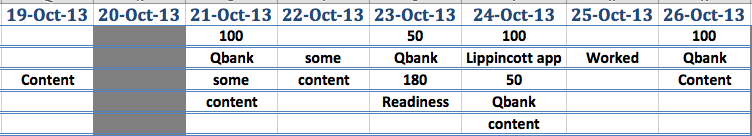 19-Oct-13 20-Oct-13 21-Oct-13 22-Oct-13 23-Oct-13 24-Oct-13 25-Oct-13 26-Oct-13
100 50 100 100
Qbank some Qbank Lippincott app Worked Qbank
Content some content 180 50 Content
content Readiness Qbank
content